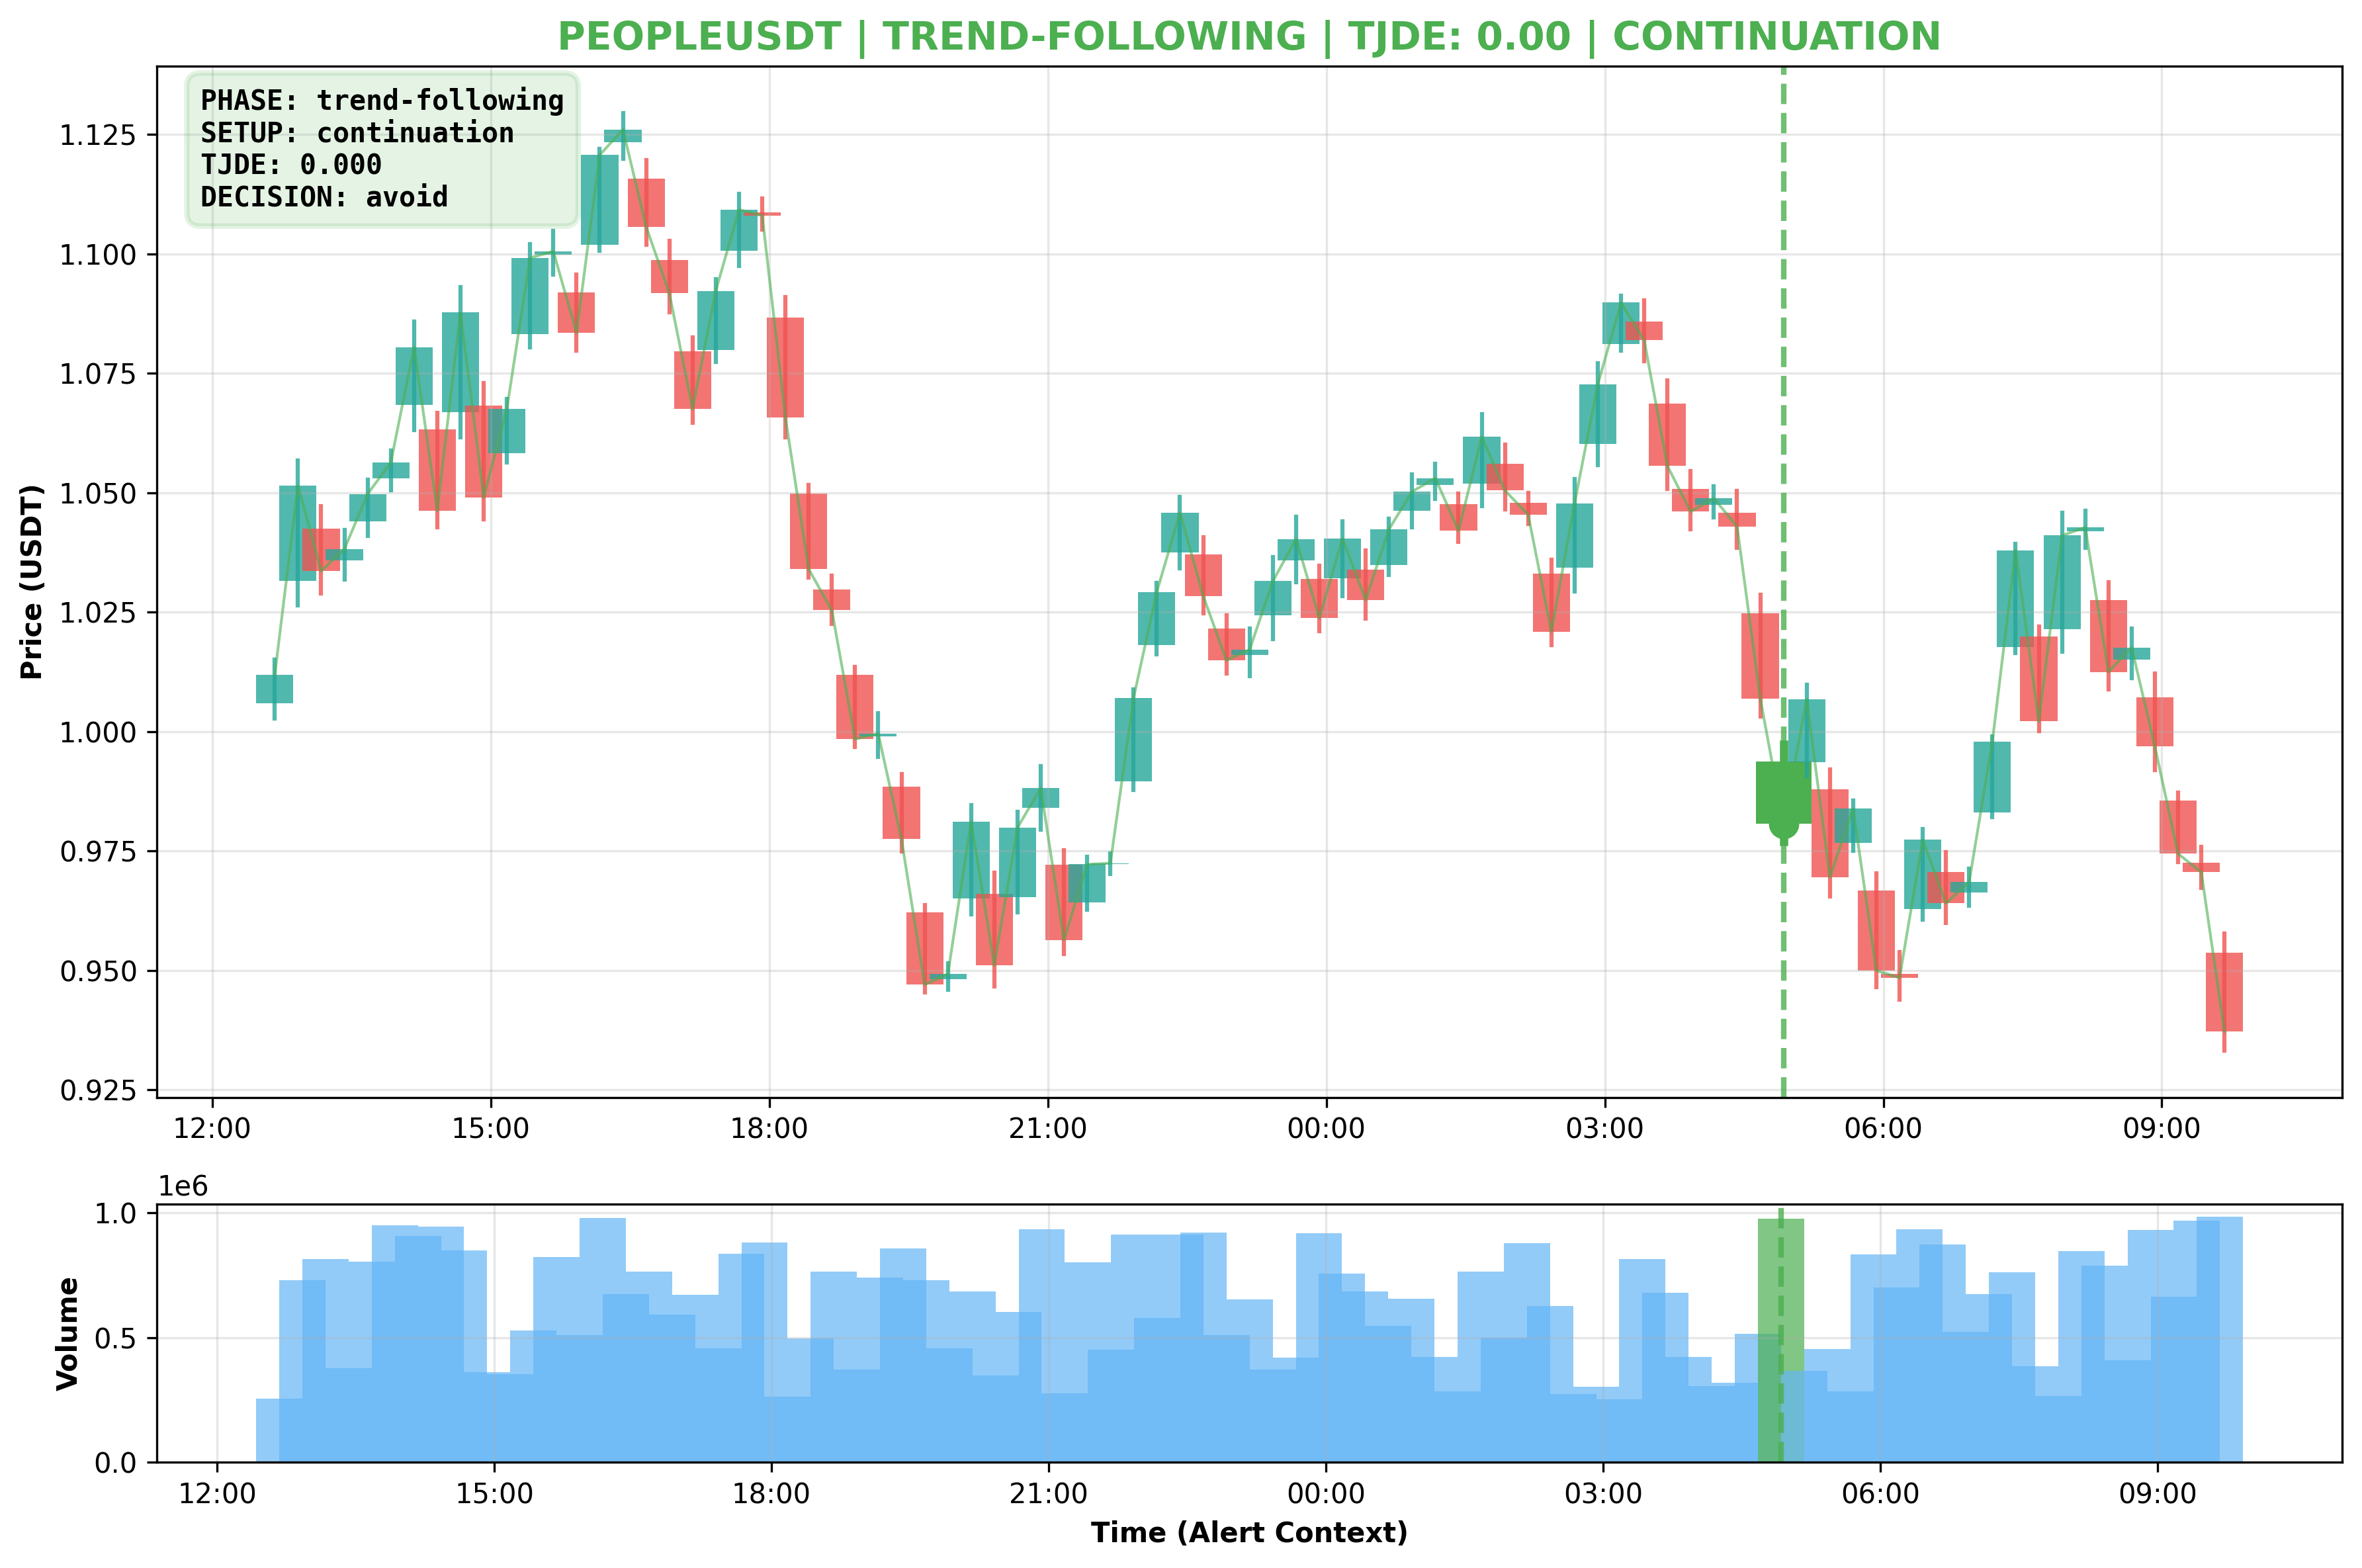 PEOPLEUSDT | TREND-FOLLOWING | TJDE: 0.00 | CONTINUATION
PHASE: trend-following
SETUP: continuation
TJDE: 0.000
DECISION: avoid
Price (USDT)
1.125
1.100
1.075
1.050
1.025
1.000
0.975
0.950
0.925
12:00 15:00 18:00 21:00 00:00 03:00 06:00 09:00
1e6
Volume
1.0
0.5
0.0
12:00 15:00 18:00 21:00 00:00 03:00 06:00 09:00
Time (Alert Context)